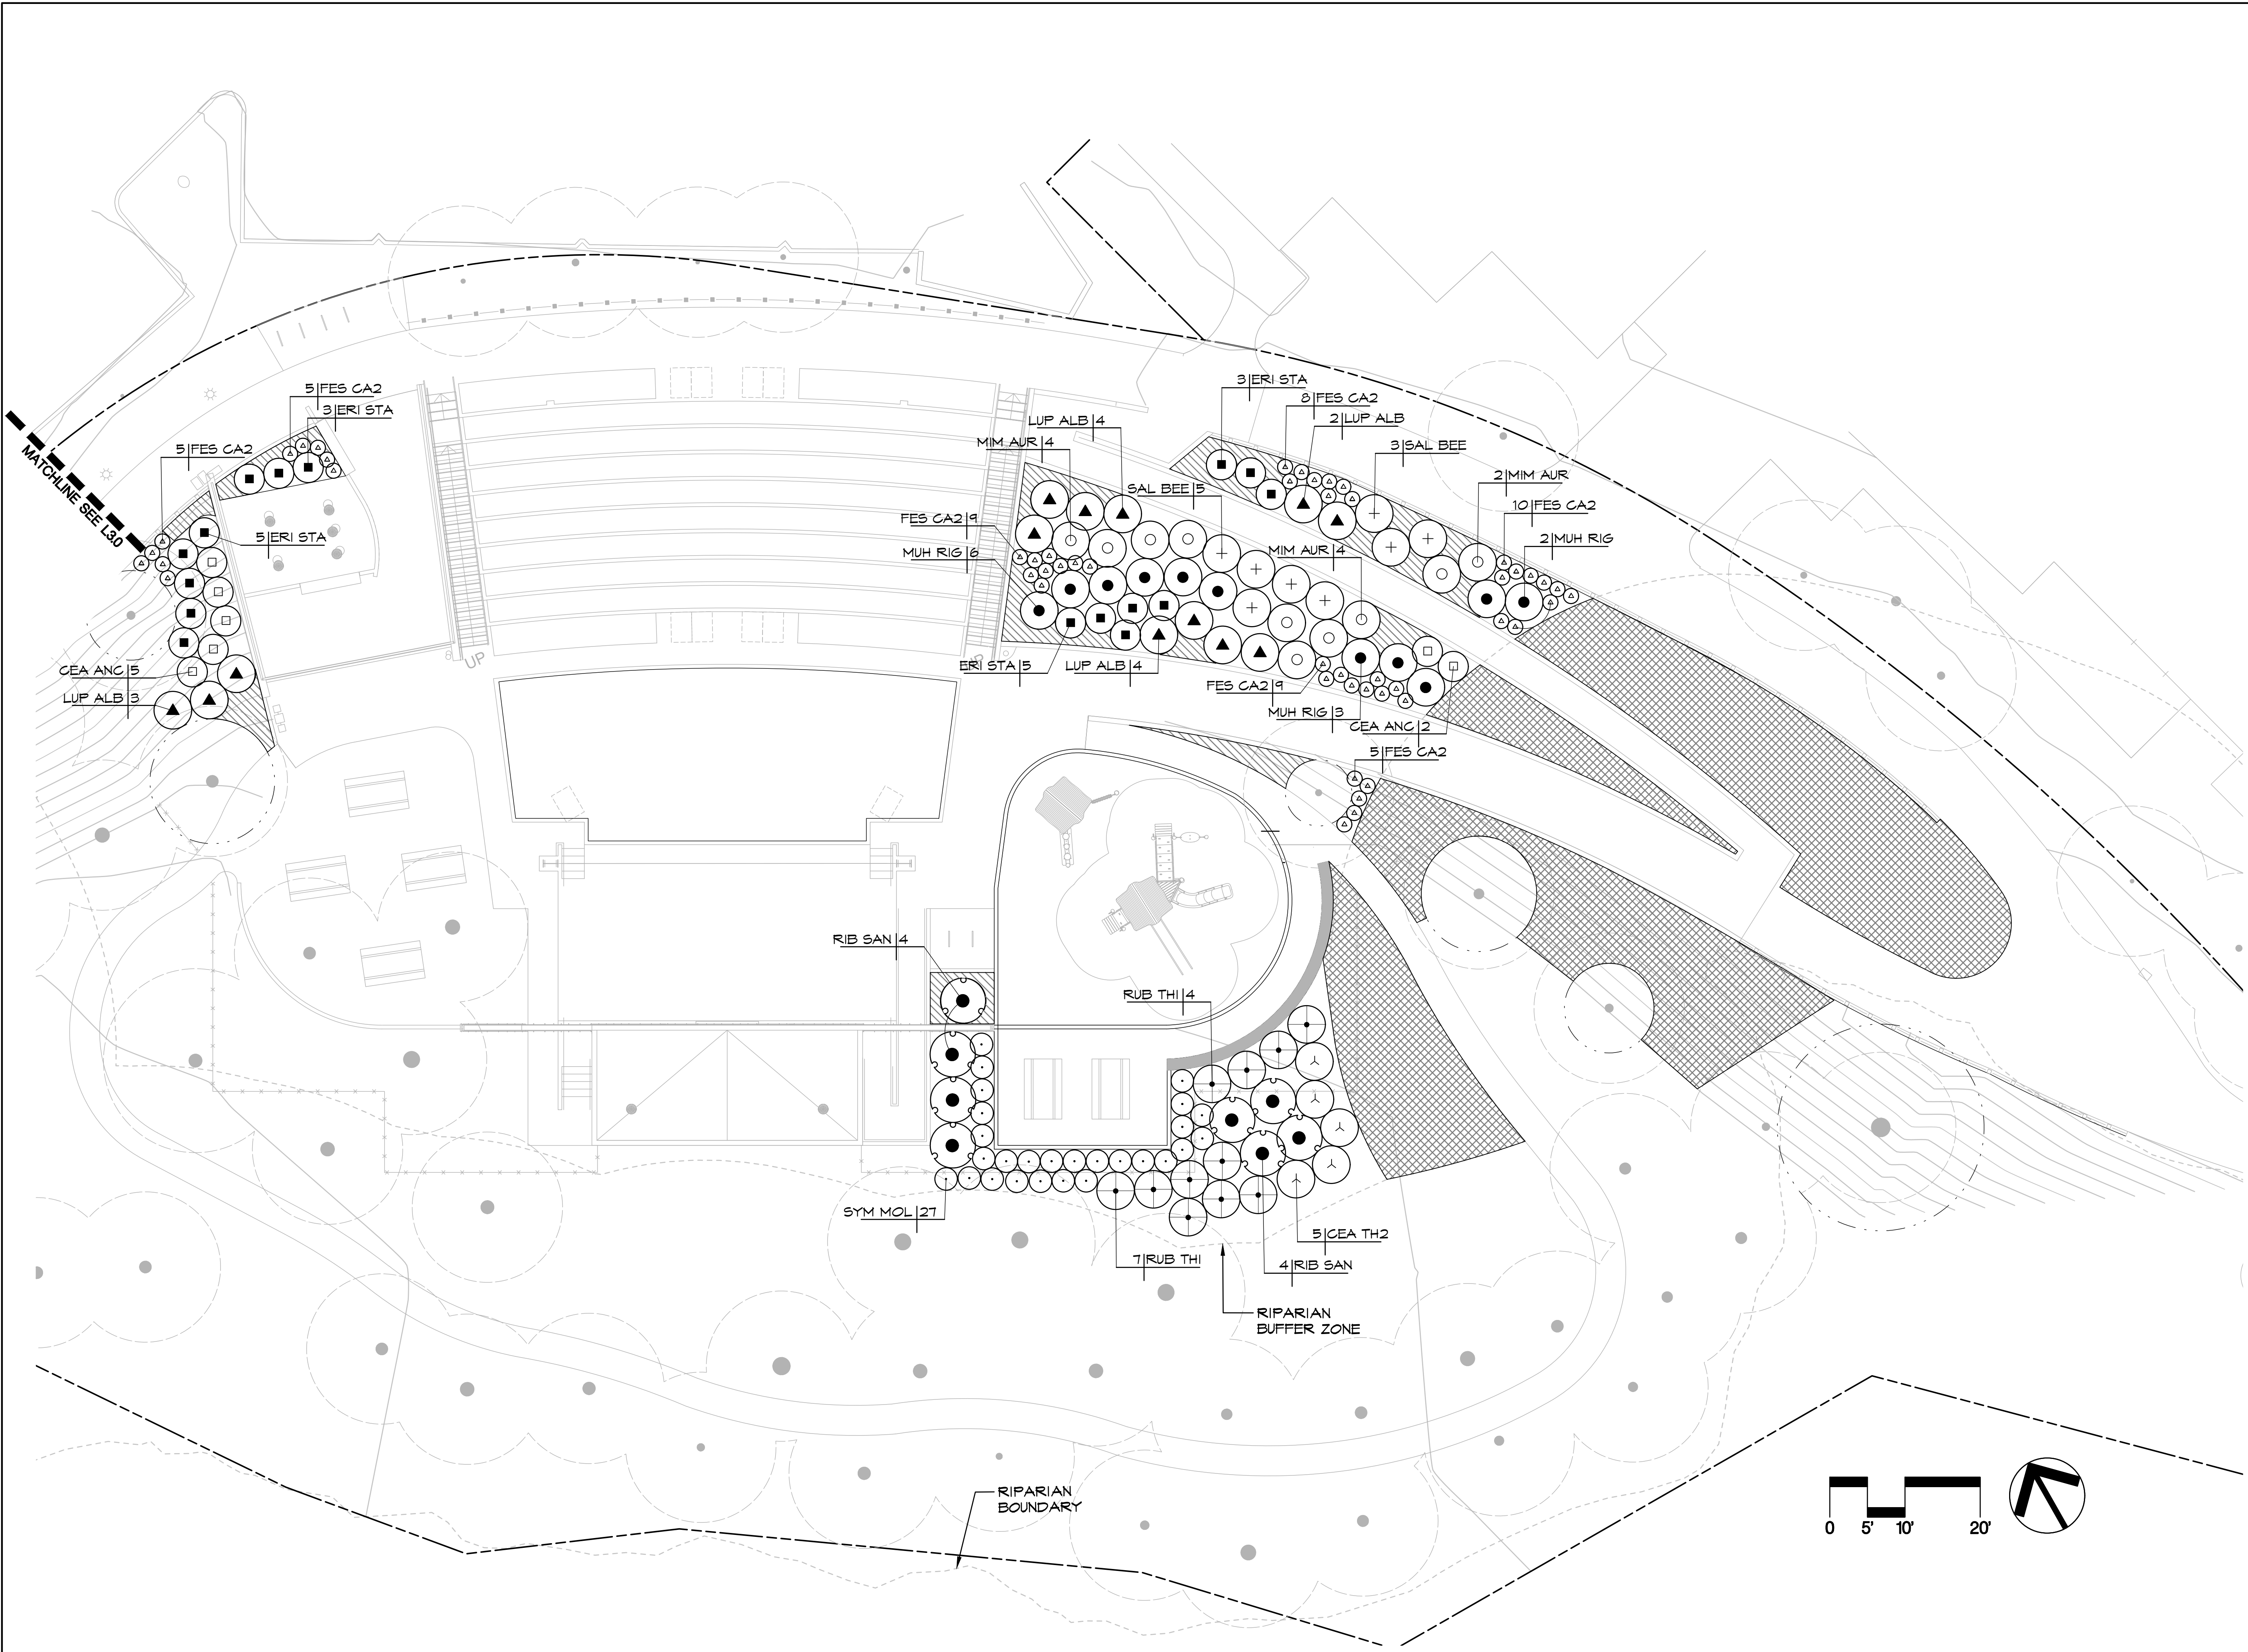 MATCHLINE SEE L3.0
5 FES CA2
3 ERI STA
5 FES CA2
5 ERI STA
CEA ANC 5
LUP ALB 3
UP
LUP ALB 4
MIM AUR 4
SAL BEE 5
FES CA2 9
MUH RIG 6
MIM AUR 4
ERI STA 5
LUP ALB 4
FES CA2 9
MUH RIG 3
CEA ANC 2
3 ERI STA
8 FES CA2
2 LUP ALB
3 SAL BEE
2 MIM AUR
10 FES CA2
2 MUH RIG
5 FES CA2
RIB SAN 4
RUB THI 4
SYM MOL 27
7 RUB THI
5 CEA TH2
4 RIB SAN
RIPARIAN
BUFFER ZONE
RIPARIAN
BOUNDARY
0 5' 10' 20'